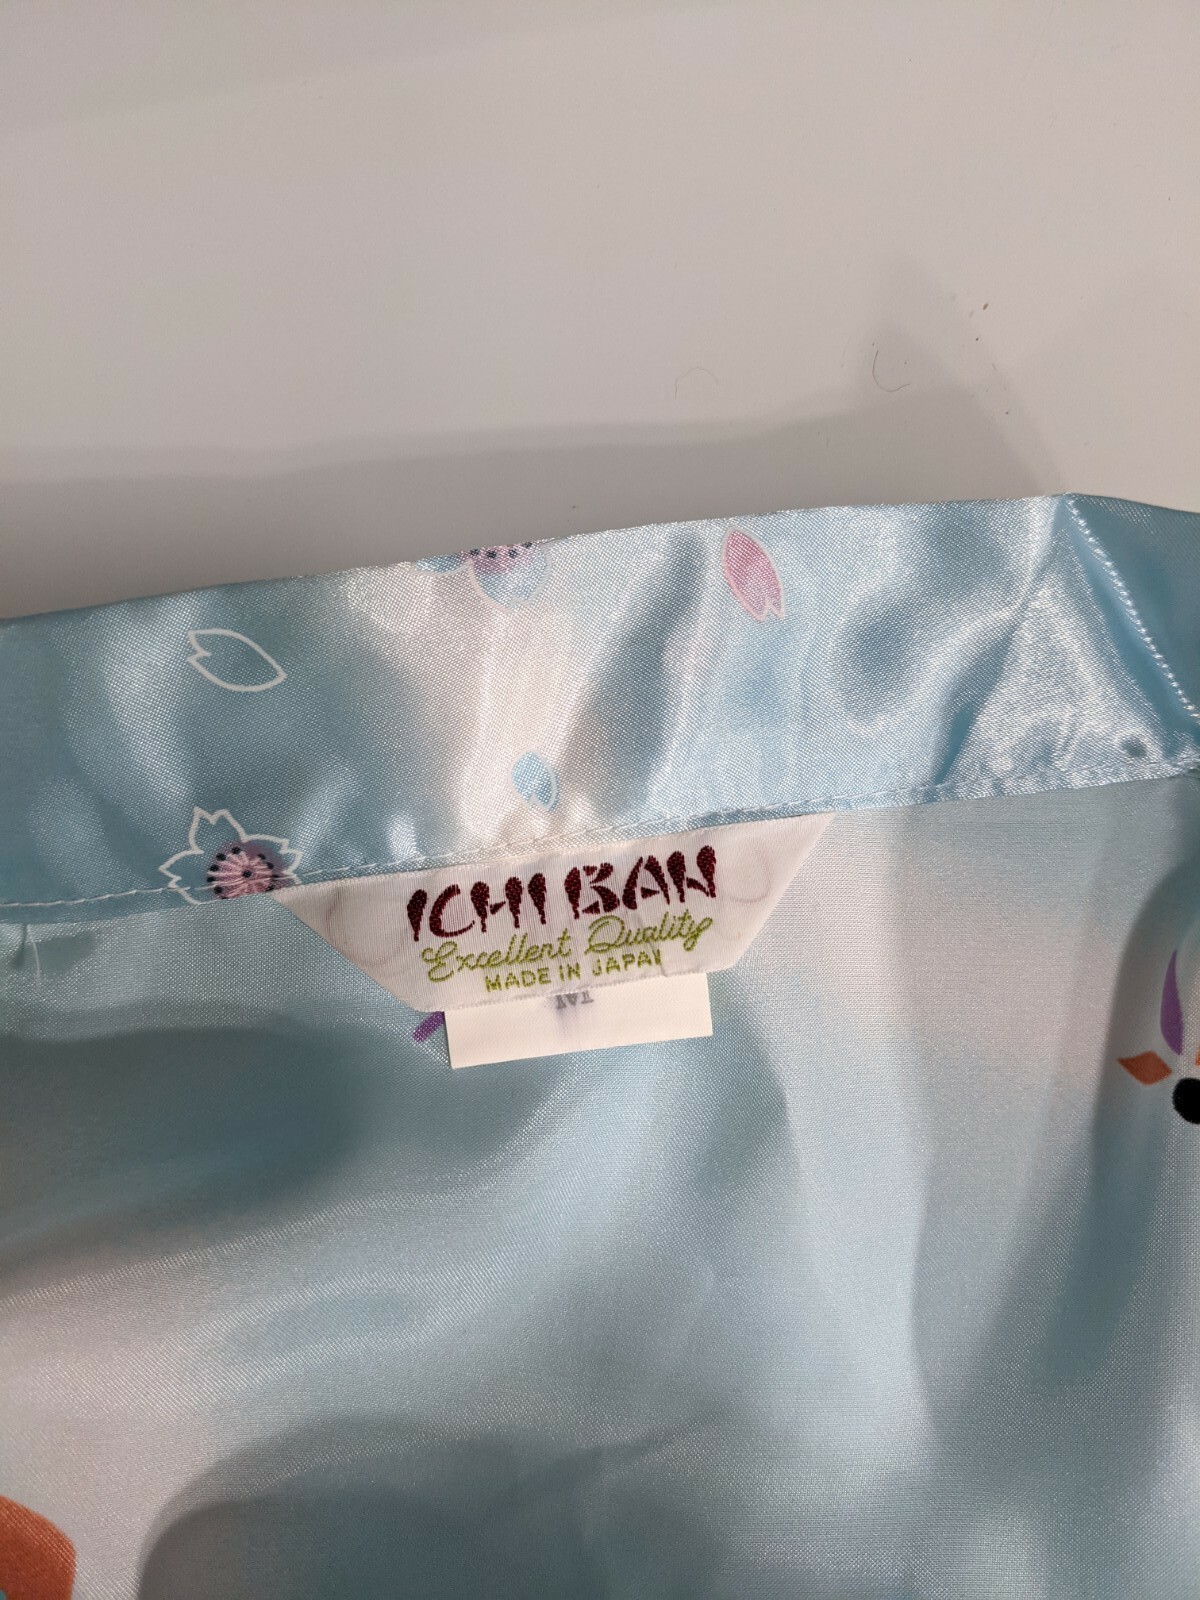 ICHI BAN
Excellent Quality
MADE IN JAPAN